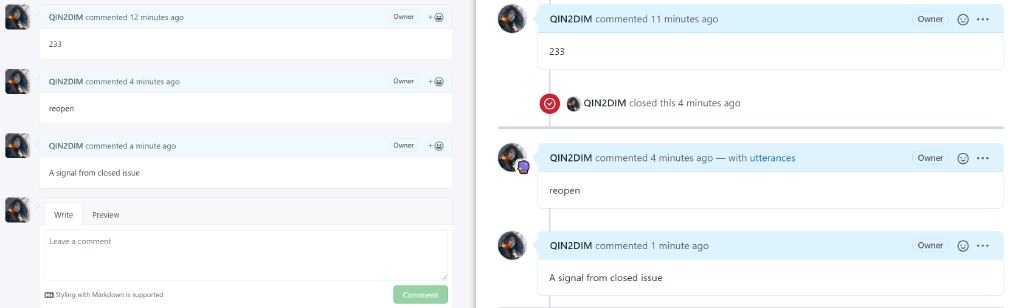 QIN2DIM commented 12 minutes ago Owner +
233
QIN2DIM commented 4 minutes ago Owner +
reopen
QIN2DIM commented a minute ago Owner +
A signal from closed issue
Write Preview
Leave a comment
Styling with Markdown is supported
Comment
QIN2DIM commented 11 minutes ago Owner ...
233
QIN2DIM closed this 4 minutes ago
QIN2DIM commented 4 minutes ago — with utterances Owner ...
reopen
QIN2DIM commented 1 minute ago Owner ...
A signal from closed issue